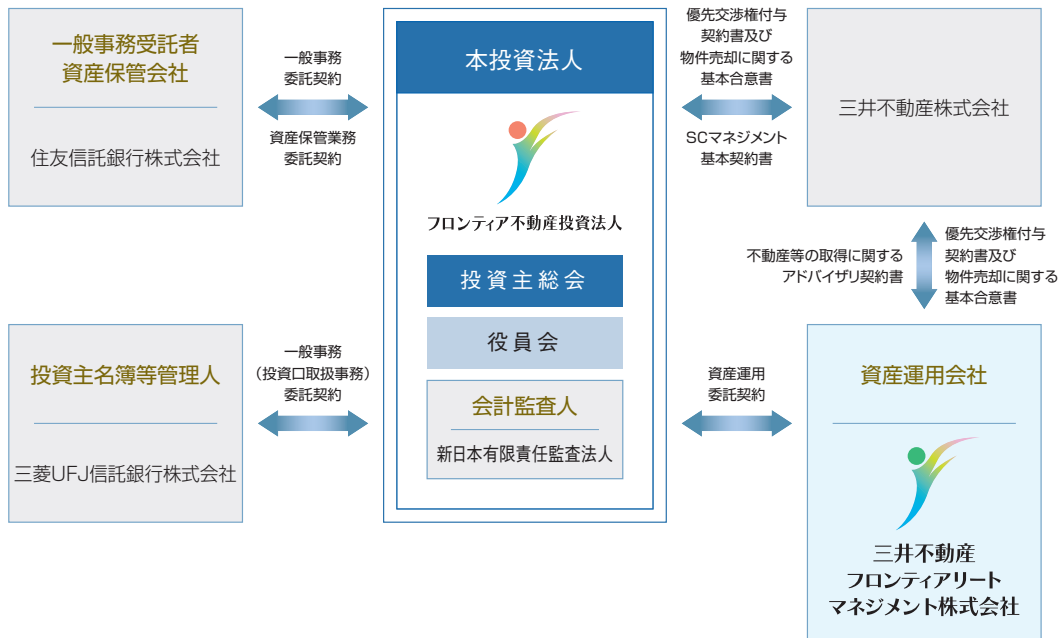 一般事務受託者
資産保管会社
住友信託銀行株式会社
一般事務
委託契約
資産保管業務
委託契約
本投資法人
フロンティア不動産投資法人
投資主総会
役員会
会計監査人
新日本有限責任監査法人
優先交渉権付与
契約書及び
物件売却に関する
基本合意書
SCマネジメント
基本契約書
三井不動産株式会社
不動産等の取得に関する
アドバイザリ契約書
優先交渉権付与
契約書及び
物件売却に関する
基本合意書
投資主名簿等管理人
三菱UFJ信託銀行株式会社
一般事務
（投資口取扱事務）
委託契約
資産運用
委託契約
資産運用会社
三井不動産
フロンティアリート
マネジメント株式会社